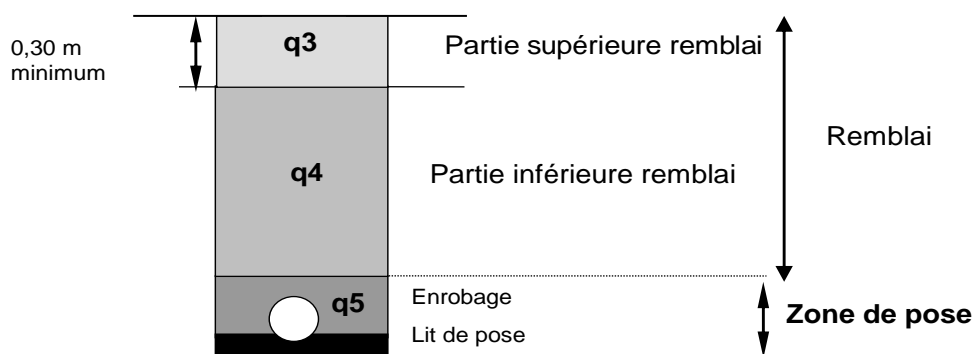 0,30 m
minimum
q3
Partie supérieure remblai
Remblai
q4
Partie inférieure remblai
q5
Enrobage
Lit de pose
Zone de pose